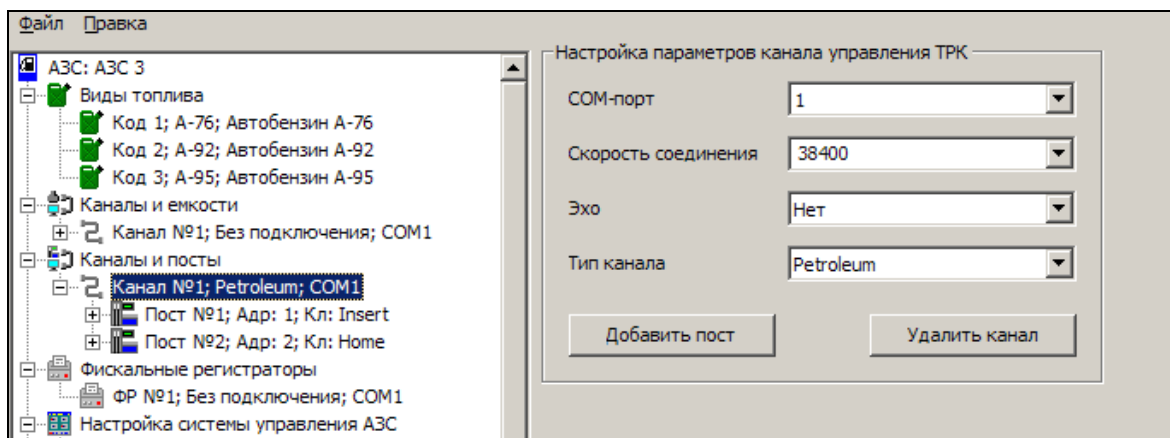 Файл Правка
АЗС: АЗС 3
Виды топлива
Код 1; А-76; Автобензин А-76
Код 2; А-92; Автобензин А-92
Код 3; А-95; Автобензин А-95
Каналы и емкости
Канал №1; Без подключения; COM1
Каналы и посты
Канал №1; Petroleum; COM1
Пост №1; Адр: 1; Кл: Insert
Пост №2; Адр: 2; Кл: Home
Фискальные регистраторы
ФР №1; Без подключения; COM1
Настройка системы управления АЗС
Настройка параметров канала управления ТРК
COM-порт 1
Скорость соединения 38400
Эхо Нет
Тип канала Petroleum
Добавить пост Удалить канал